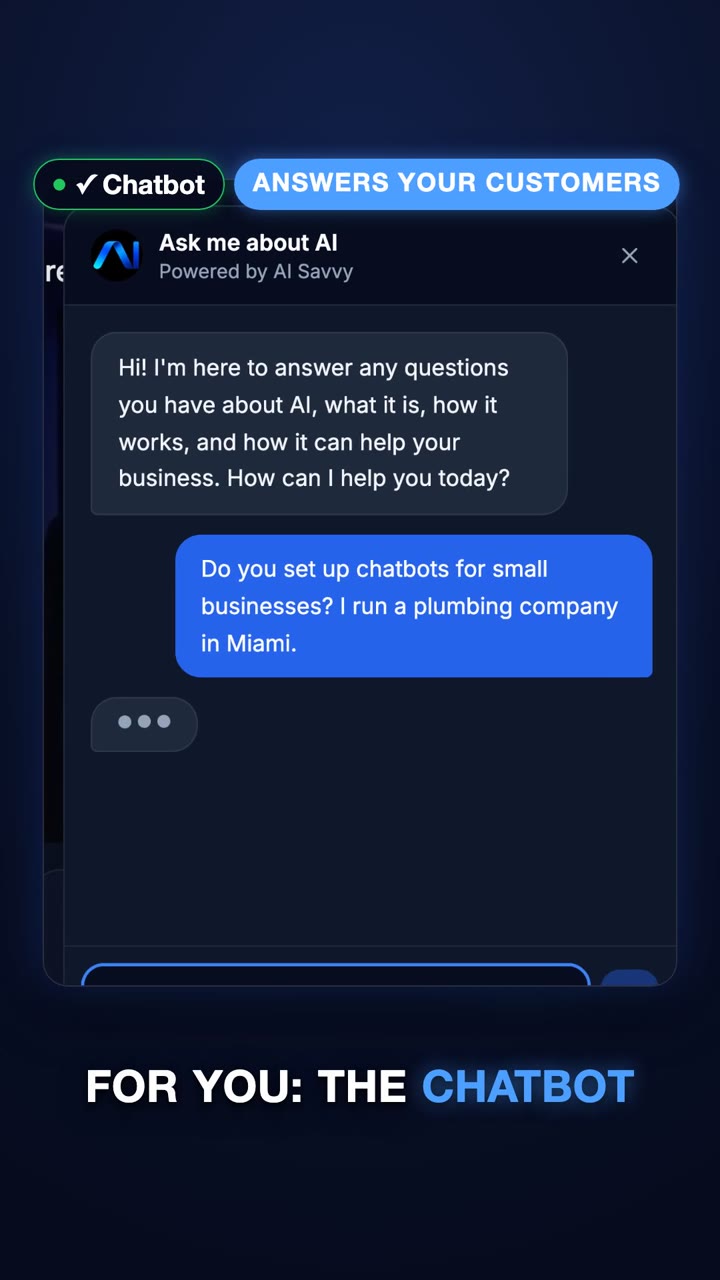 ✓ Chatbot
ANSWERS YOUR CUSTOMERS
re
Ask me about AI
Powered by AI Savvy
Hi! I'm here to answer any questions
you have about AI, what it is, how it
works, and how it can help your
business. How can I help you today?
Do you set up chatbots for small
businesses? I run a plumbing company
in Miami.
FOR YOU: THE CHATBOT